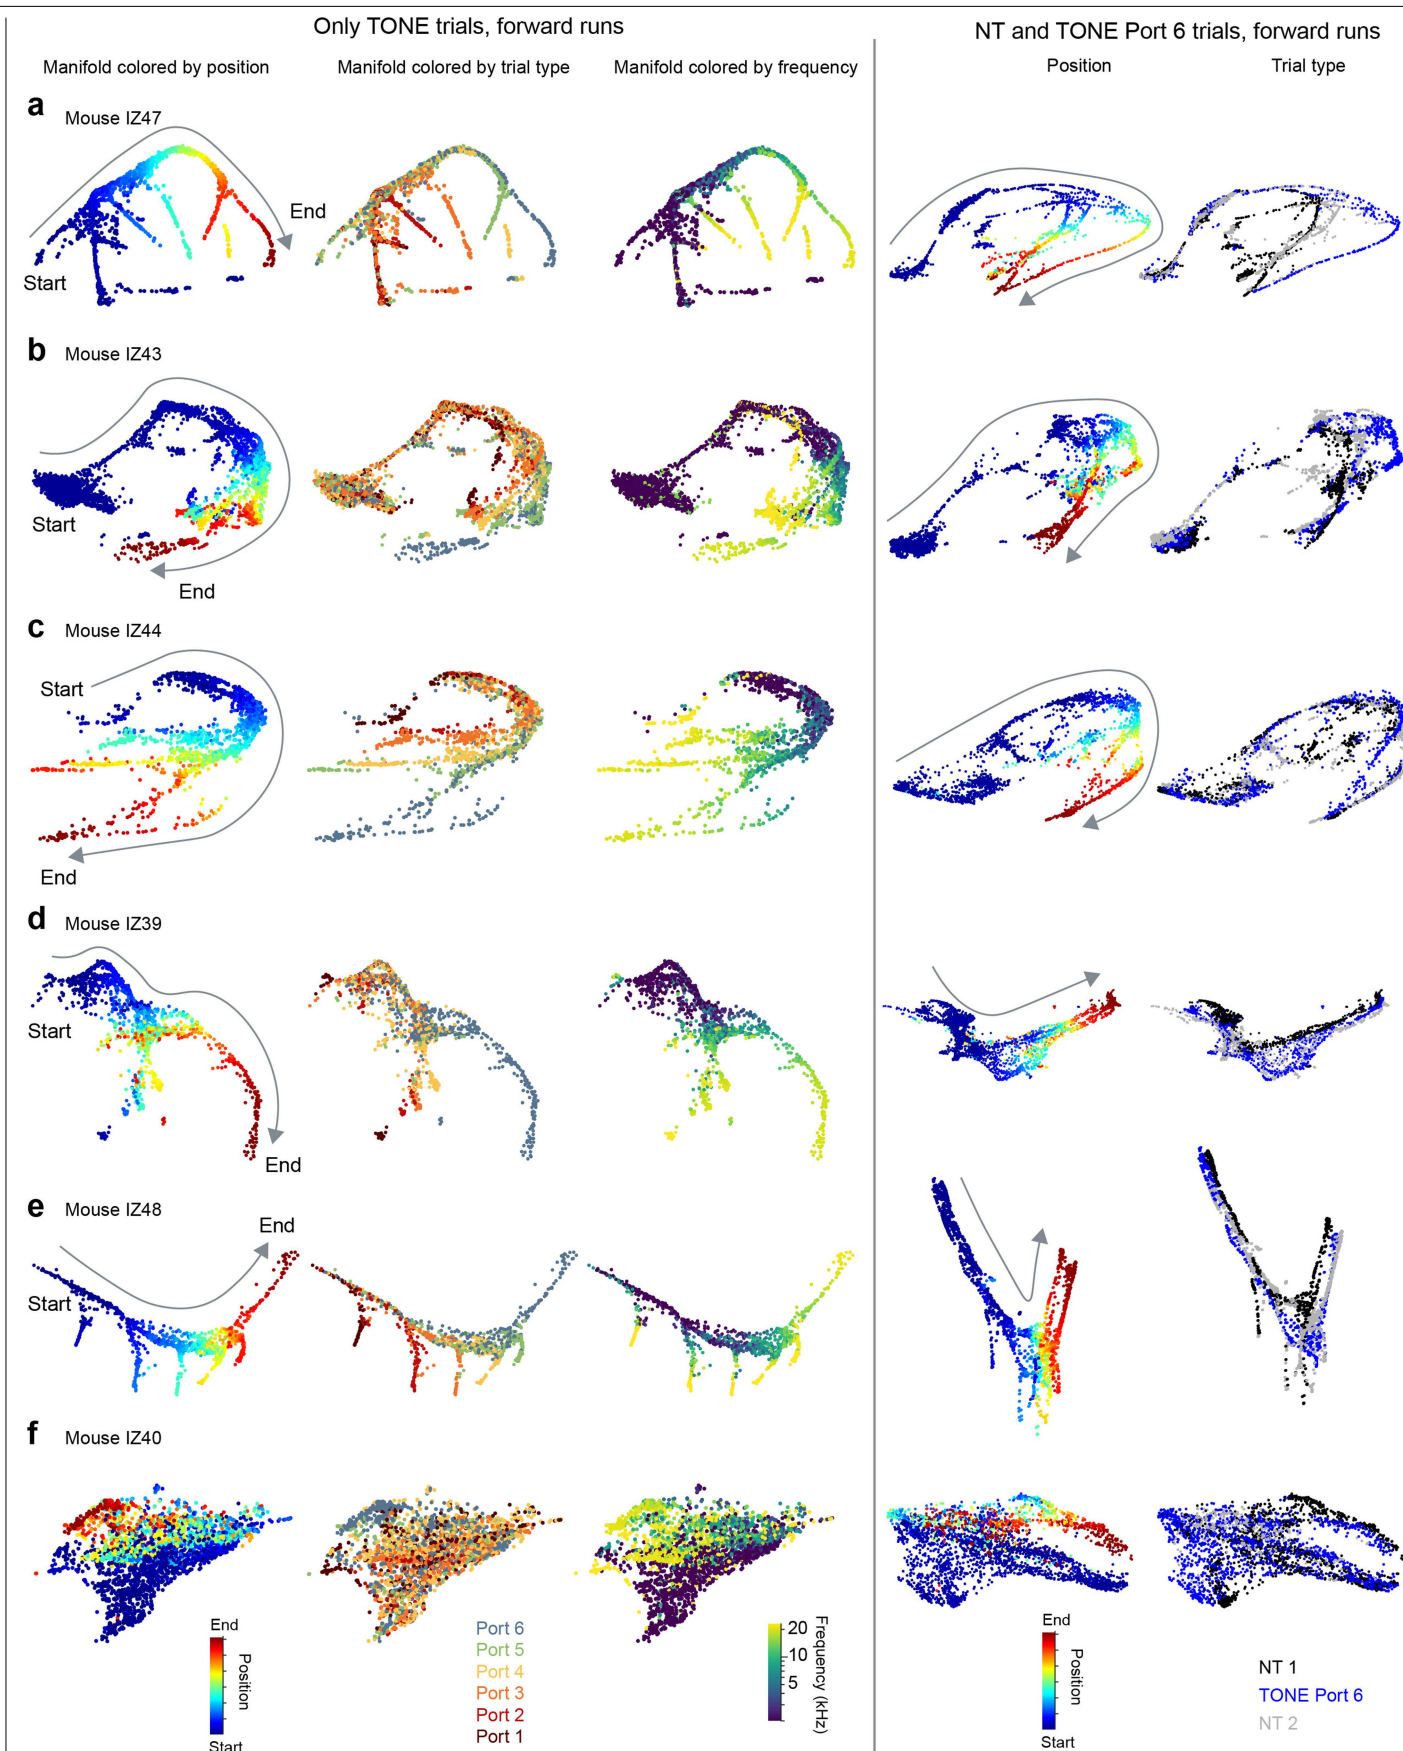 Only TONE trials, forward runs
NT and TONE Port 6 trials, forward runs
Manifold colored by position
Manifold colored by trial type
Manifold colored by frequency
Position
Trial type
a
Mouse IZ47
Start
End
b
Mouse IZ43
Start
End
c
Mouse IZ44
Start
End
d
Mouse IZ39
Start
End
e
Mouse IZ48
Start
End
f
Mouse IZ40
End
Position
Start
Port 6
Port 5
Port 4
Port 3
Port 2
Port 1
20
10
5
Frequency (kHz)
End
Position
Start
NT 1
TONE Port 6
NT 2